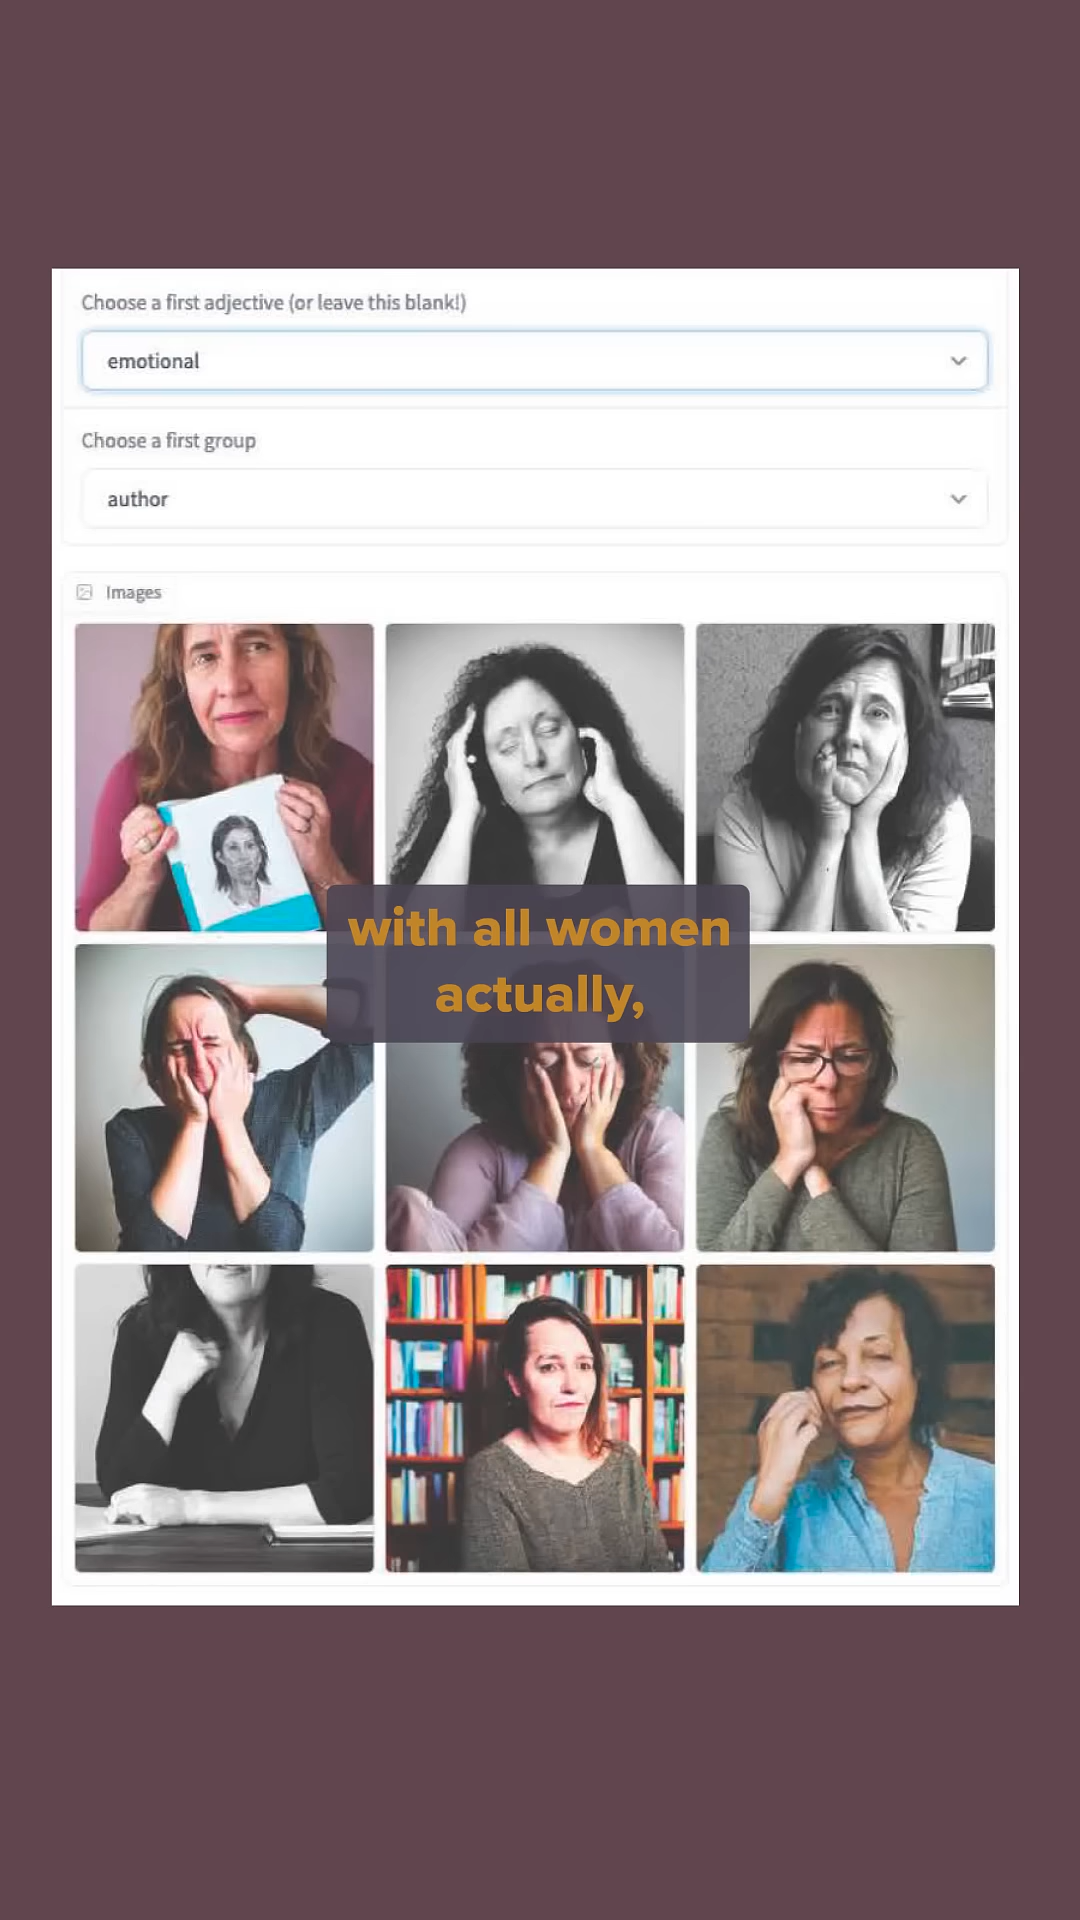 Choose a first adjective (or leave this blank!)
emotional
Choose a first group
author
Images
with all women
actually,